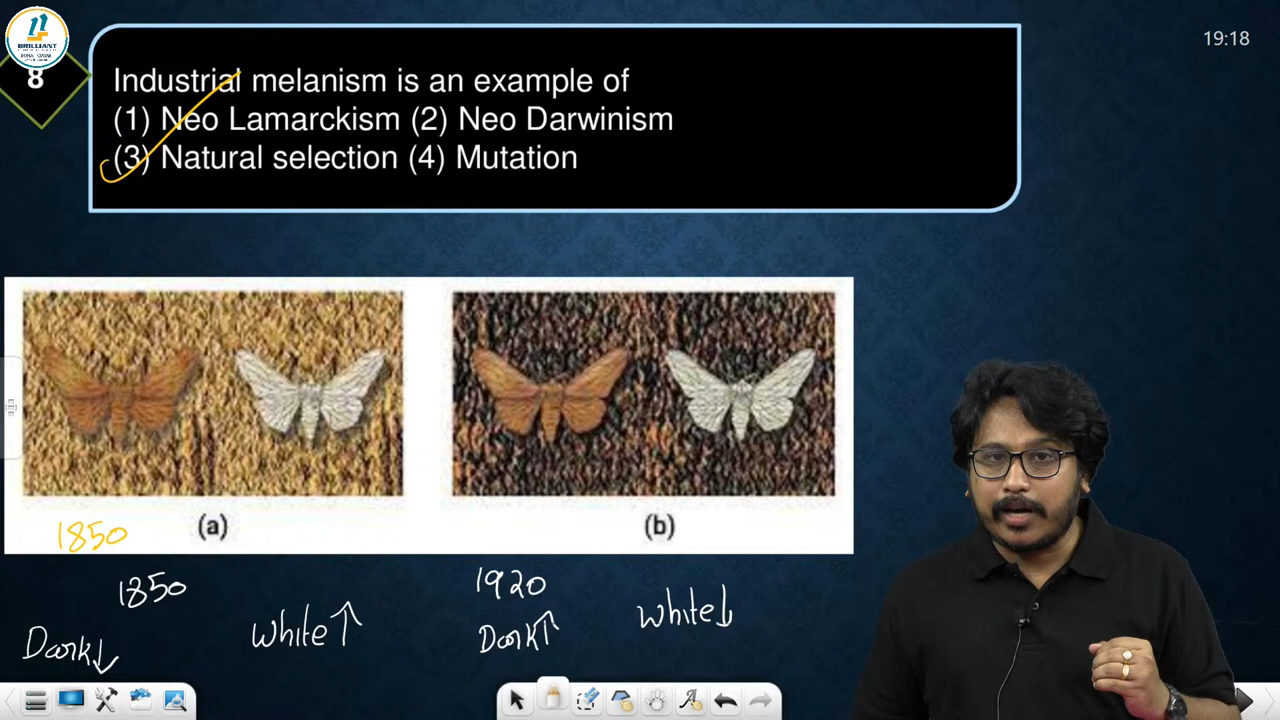 BRILLIANT
19:18
8
Industrial melanism is an example of
(1) Neo Lamarckism (2) Neo Darwinism
(3) Natural selection (4) Mutation
(a)
(b)
1850
1850
1920
Dark↓
White↑
Dark↑
White↓